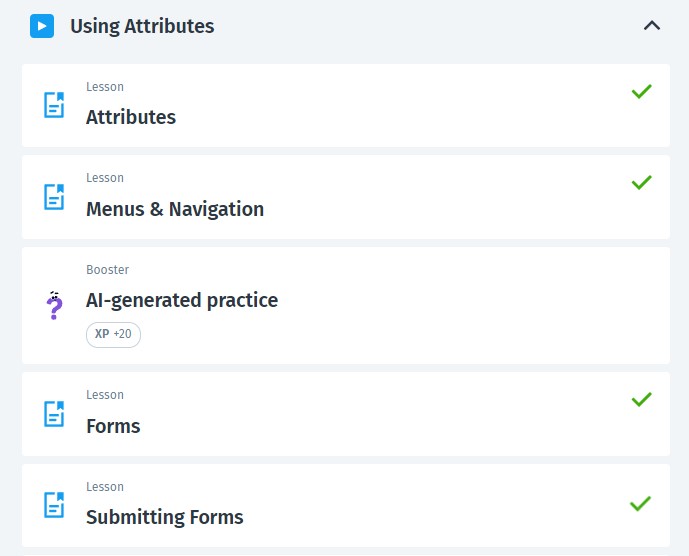 Using Attributes
Lesson
Attributes
Lesson
Menus & Navigation
Booster
AI-generated practice
XP +20
Lesson
Forms
Lesson
Submitting Forms